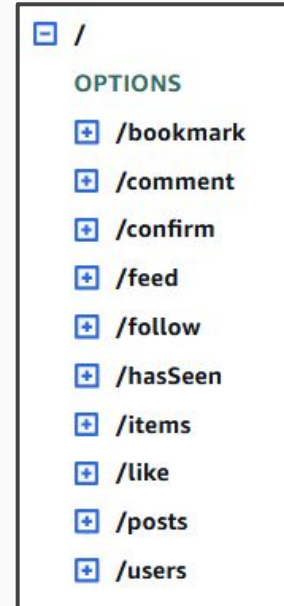 /
OPTIONS
/bookmark
/comment
/confirm
/feed
/follow
/hasSeen
/items
/like
/posts
/users